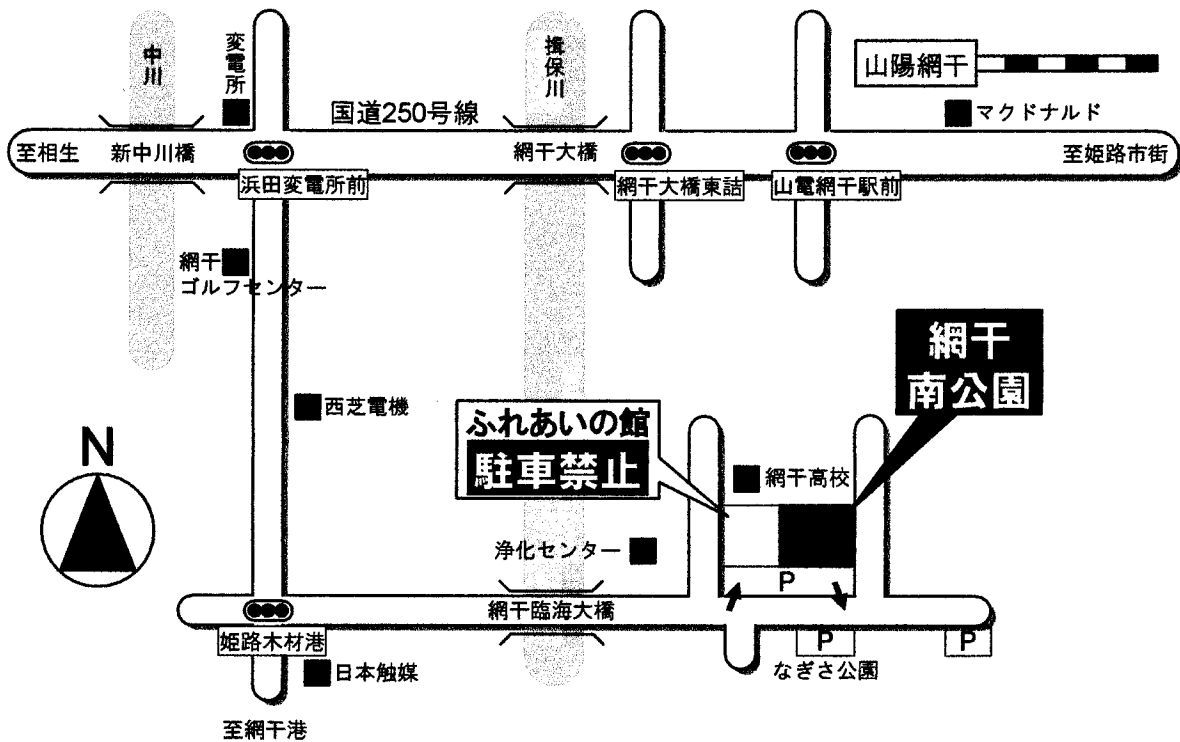 中川
変電所
揖保川
山陽網干
国道250号線
マクドナルド
至相生
新中川橋
網干大橋
至姫路市街
浜田変電所前
網干大橋東詰
山電網干駅前
網干
ゴルフセンター
網干
南公園
西芝電機
ふれあいの館
駐車禁止
N
網干高校
浄化センター
P
網干臨海大橋
姫路木材港
P
P
日本触媒
なぎさ公園
至網干港